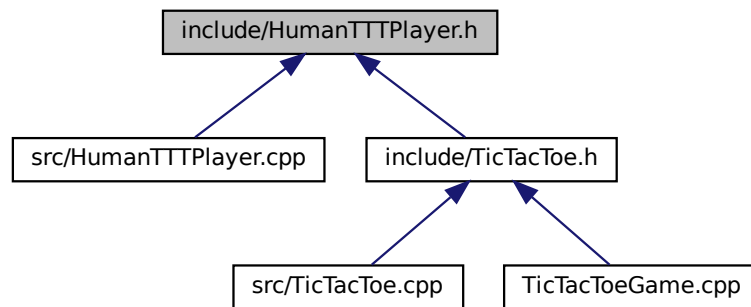 include/HumanTTTPlayer.h
src/HumanTTTPlayer.cpp
include/TicTacToe.h
src/TicTacToe.cpp
TicTacToeGame.cpp